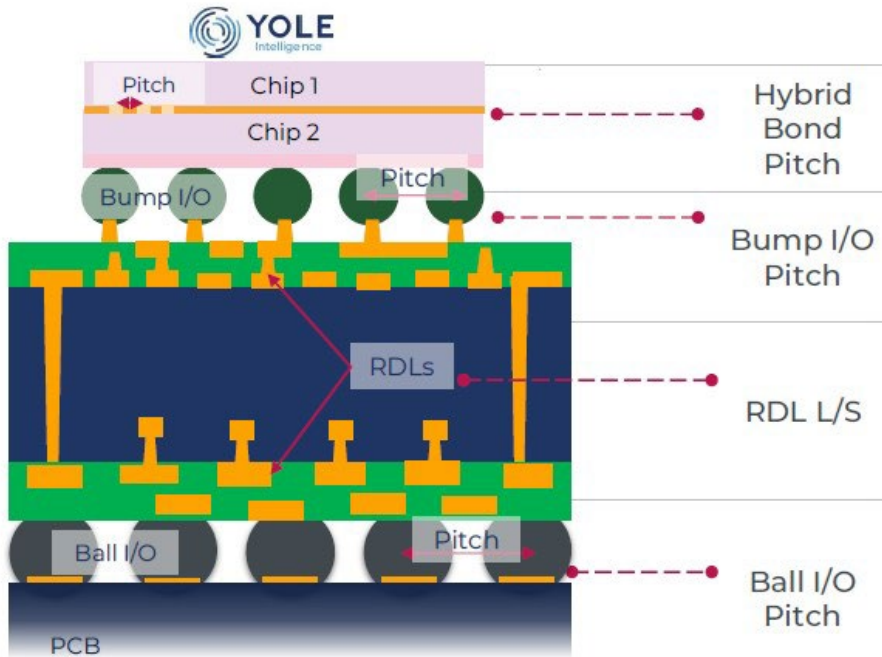 YOLE
Intelligence
Pitch
Chip 1
Chip 2
Hybrid
Bond
Pitch
Bump I/O
Pitch
Bump I/O
Pitch
RDLs
RDL L/S
Ball I/O
Pitch
Ball I/O
Pitch
PCB